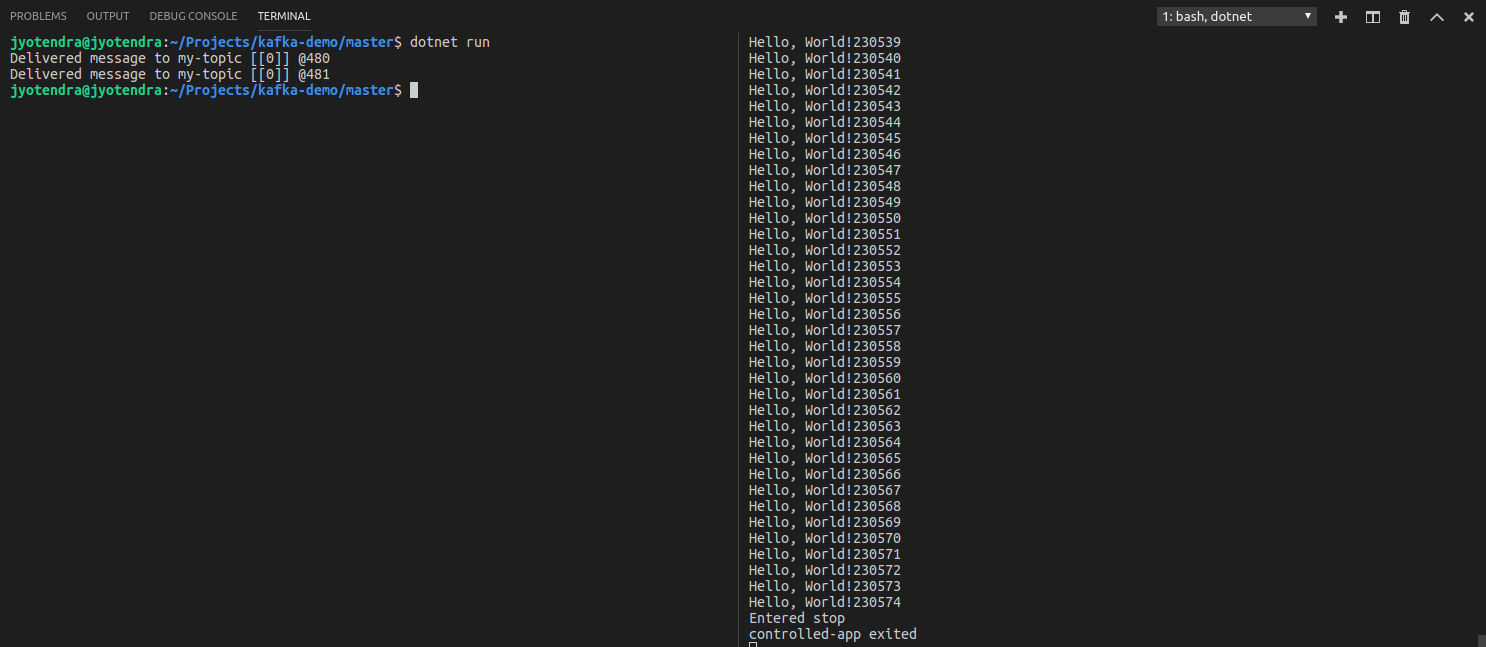 PROBLEMS OUTPUT DEBUG CONSOLE TERMINAL 1: bash, dotnet
jyotendra@jyotendra:~/Projects/kafka-demo/master$ dotnet run
Delivered message to my-topic [[0]] @480
Delivered message to my-topic [[0]] @481
jyotendra@jyotendra:~/Projects/kafka-demo/master$
Hello, World!230539
Hello, World!230540
Hello, World!230541
Hello, World!230542
Hello, World!230543
Hello, World!230544
Hello, World!230545
Hello, World!230546
Hello, World!230547
Hello, World!230548
Hello, World!230549
Hello, World!230550
Hello, World!230551
Hello, World!230552
Hello, World!230553
Hello, World!230554
Hello, World!230555
Hello, World!230556
Hello, World!230557
Hello, World!230558
Hello, World!230559
Hello, World!230560
Hello, World!230561
Hello, World!230562
Hello, World!230563
Hello, World!230564
Hello, World!230565
Hello, World!230566
Hello, World!230567
Hello, World!230568
Hello, World!230569
Hello, World!230570
Hello, World!230571
Hello, World!230572
Hello, World!230573
Hello, World!230574
Entered stop
controlled-app exited